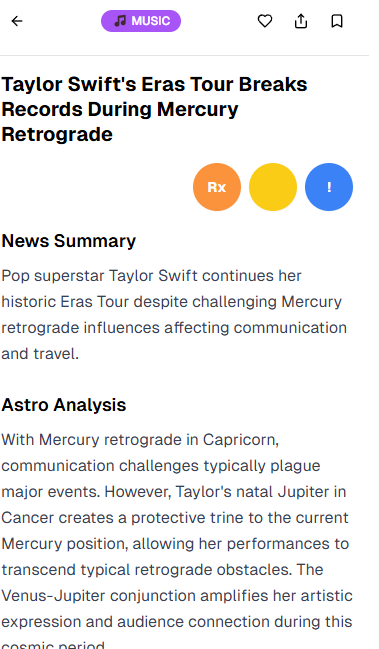 MUSIC
Taylor Swift's Eras Tour Breaks
Records During Mercury
Retrograde
Rx
!
News Summary
Pop superstar Taylor Swift continues her
historic Eras Tour despite challenging Mercury
retrograde influences affecting communication
and travel.
Astro Analysis
With Mercury retrograde in Capricorn,
communication challenges typically plague
major events. However, Taylor's natal Jupiter in
Cancer creates a protective trine to the current
Mercury position, allowing her performances to
transcend typical retrograde obstacles. The
Venus-Jupiter conjunction amplifies her artistic
expression and audience connection during this
cosmic period.